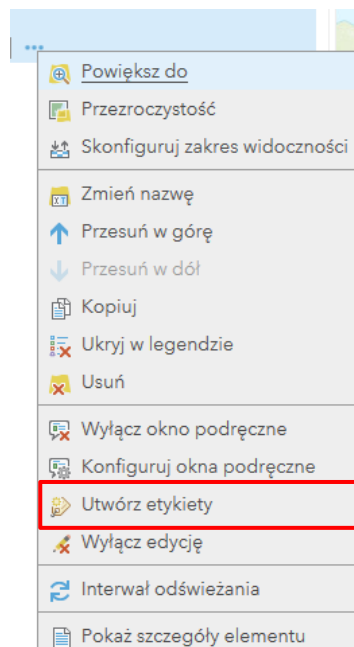 Powiększ do
Przezroczystość
Skonfiguruj zakres widoczności
Zmień nazwę
Przesuń w górę
Przesuń w dół
Kopiuj
Ukryj w legendzie
Usuń
Wyłącz okno podręczne
Konfiguruj okna podręczne
Utwórz etykiety
Wyłącz edycję
Interwał odświeżania
Pokaż szczegóły elementu